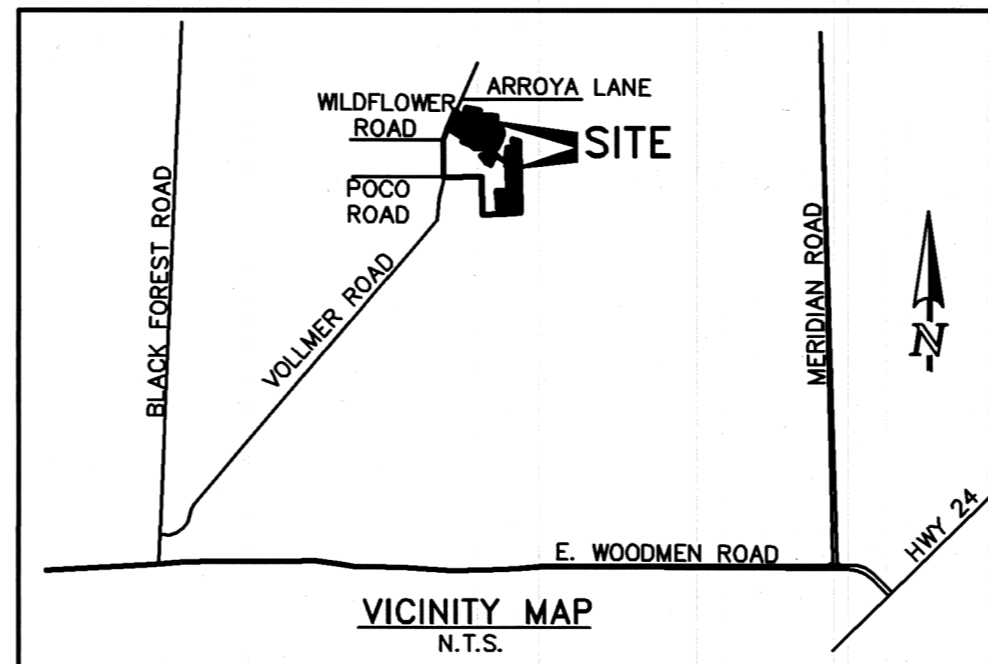 ARROYA LANE
WILDFLOWER
ROAD
SITE
POCO
ROAD
BLACK FOREST ROAD
VOLLMER ROAD
MERIDIAN ROAD
N
HWY 24
E. WOODMEN ROAD
VICINITY MAP
N.T.S.